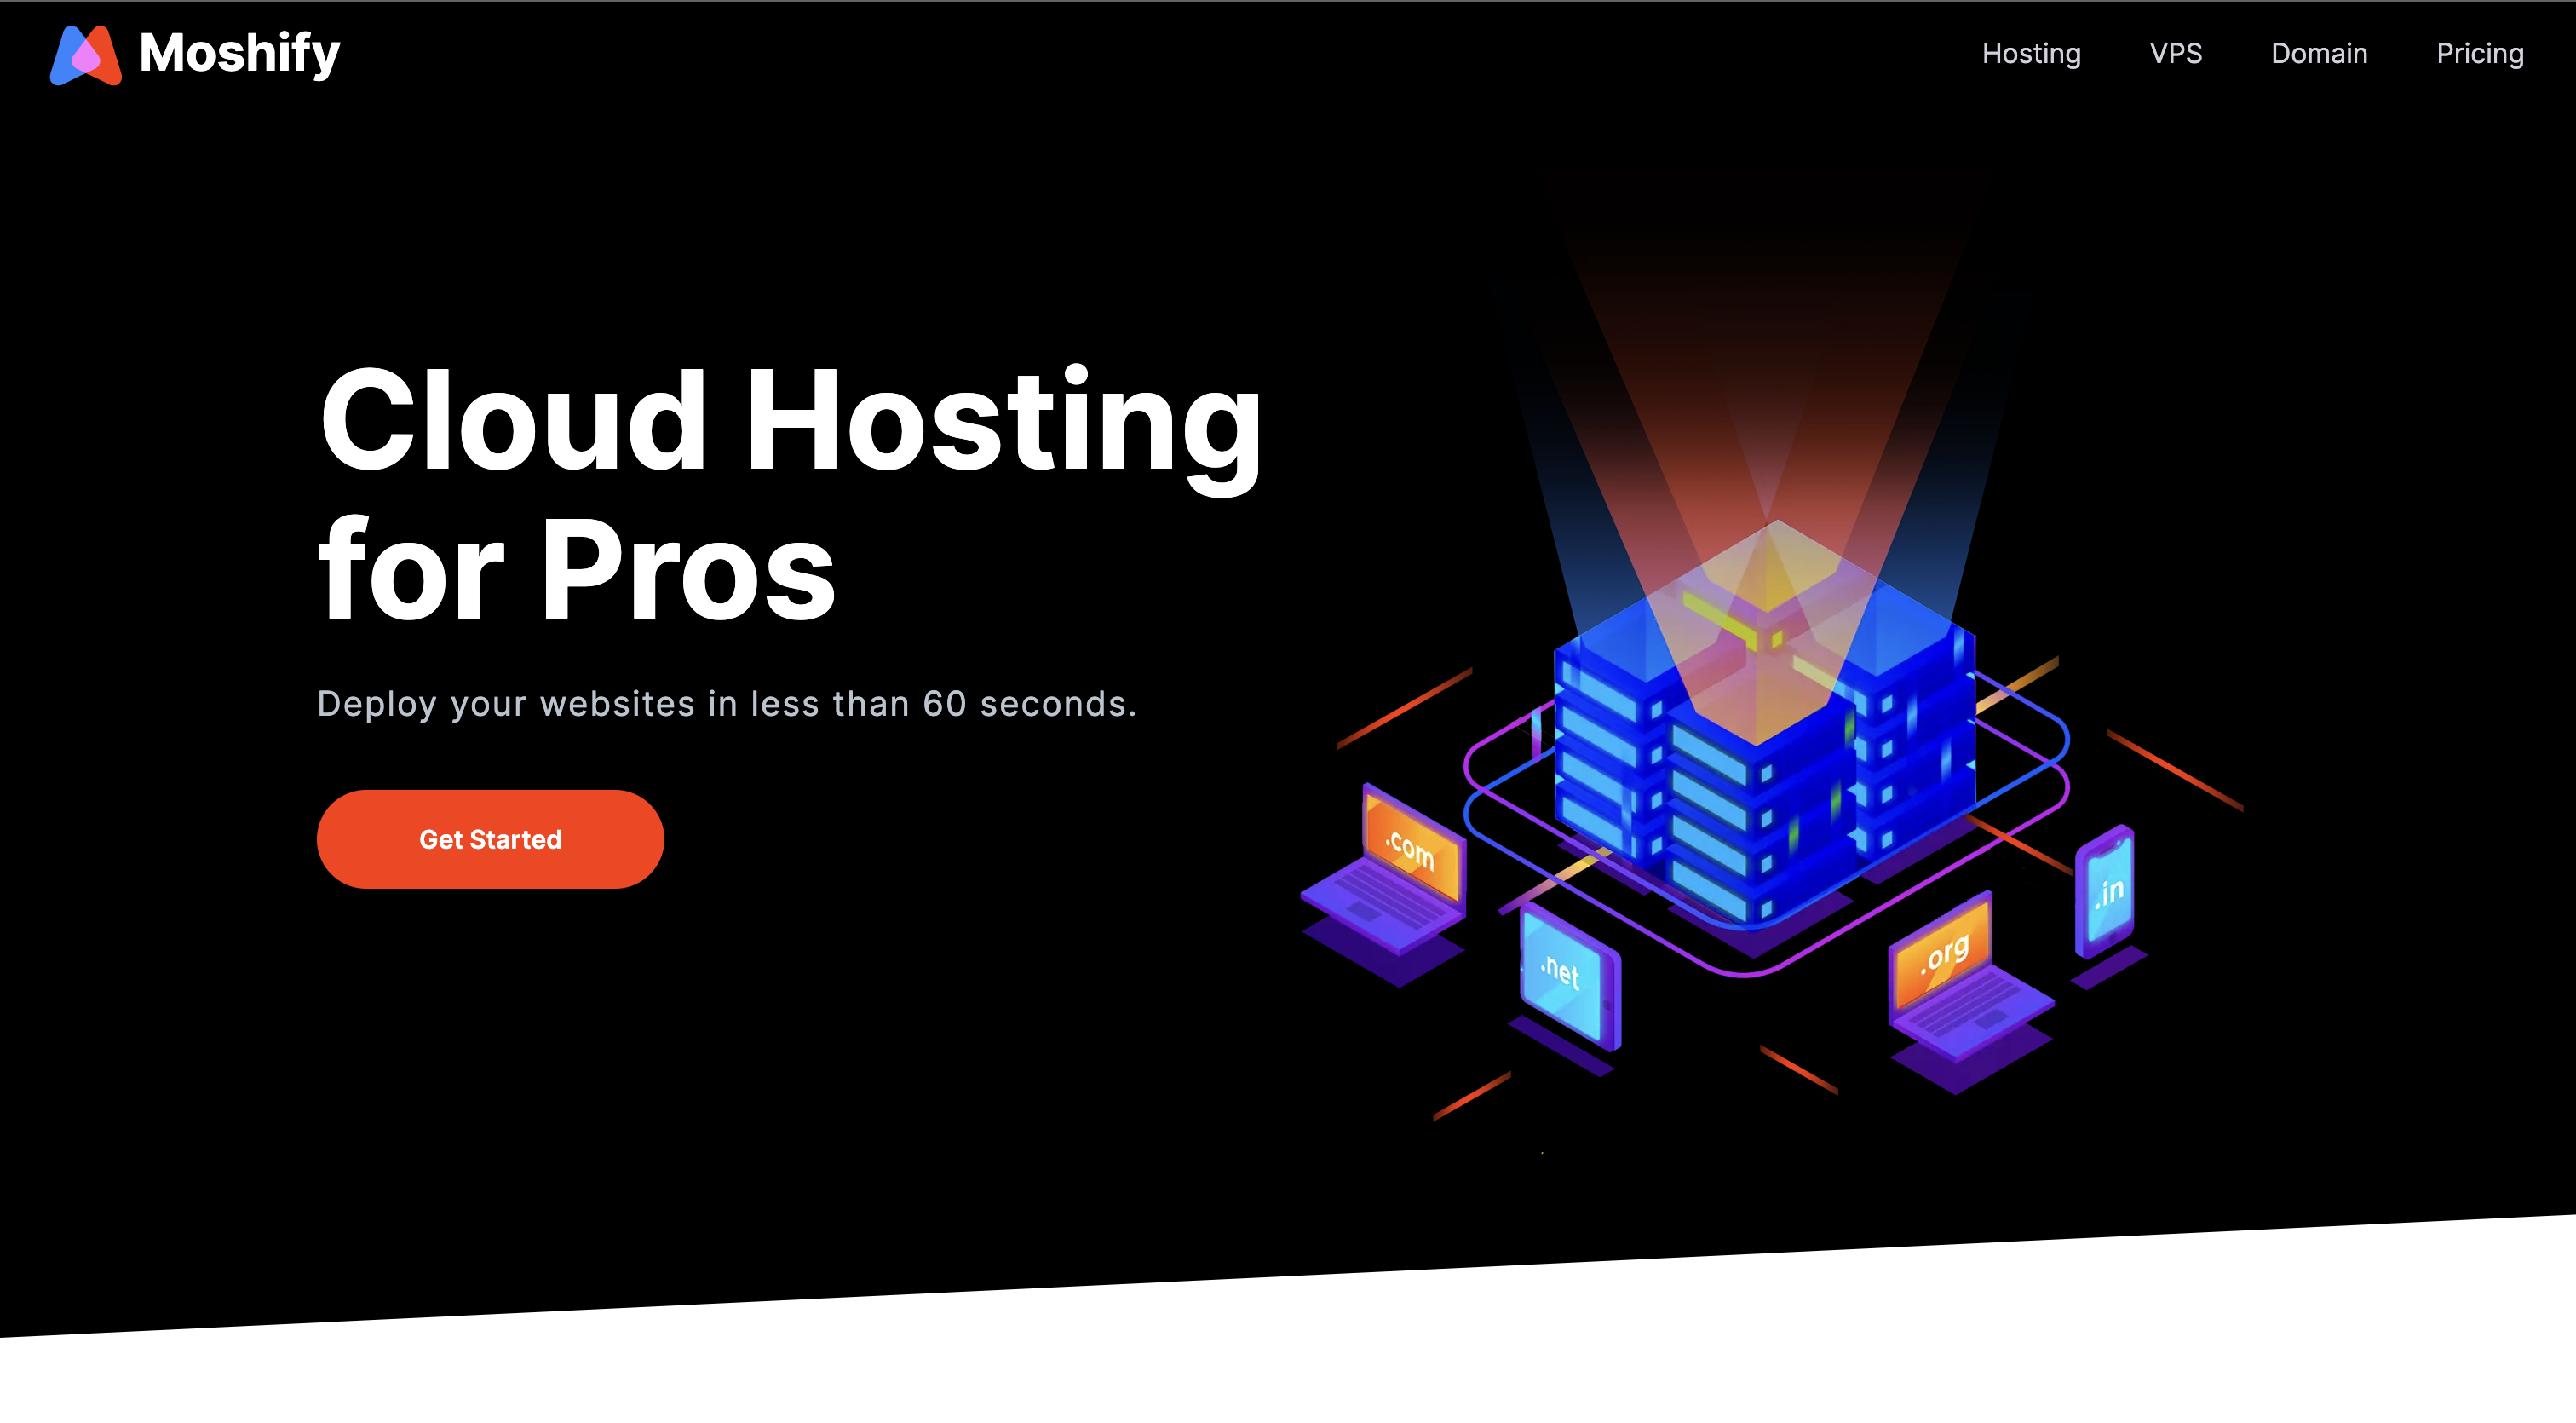 Moshify
Hosting VPS Domain Pricing
Cloud Hosting
for Pros
Deploy your websites in less than 60 seconds.
Get Started
.com
.net
.org
.in